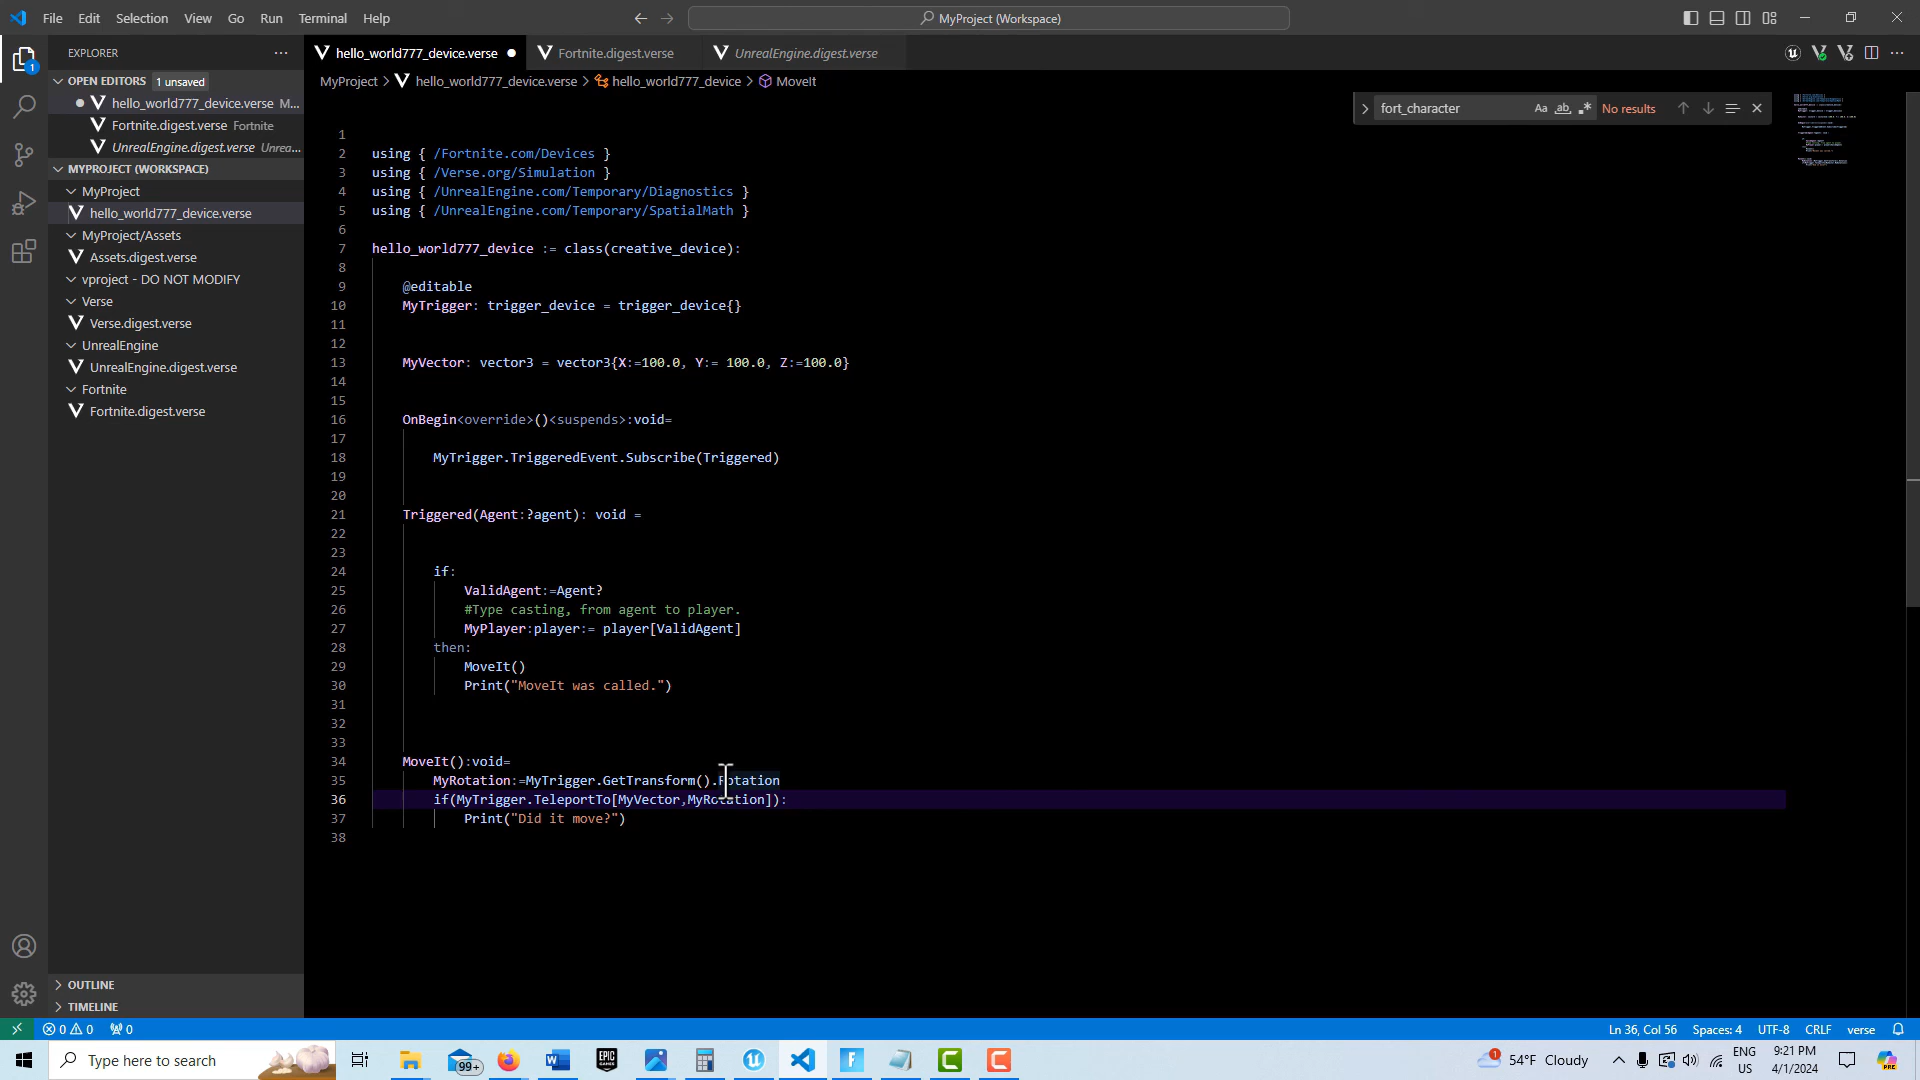 File Edit Selection View Go Run Terminal Help
MyProject (Workspace)
EXPLORER
hello_world777_device.verse
Fortnite.digest.verse
UnrealEngine.digest.verse
OPEN EDITORS 1 unsaved
MyProject > hello_world777_device.verse > hello_world777_device > MoveIt
hello_world777_device.verse M...
Fortnite.digest.verse Fortnite
UnrealEngine.digest.verse Unrea...
fort_character Aa ab .* No results
MYPROJECT (WORKSPACE)
MyProject
hello_world777_device.verse
MyProject/Assets
Assets.digest.verse
vproject - DO NOT MODIFY
Verse
Verse.digest.verse
UnrealEngine
UnrealEngine.digest.verse
Fortnite
Fortnite.digest.verse
OUTLINE
TIMELINE
1
2 using { /Fortnite.com/Devices }
3 using { /Verse.org/Simulation }
4 using { /UnrealEngine.com/Temporary/Diagnostics }
5 using { /UnrealEngine.com/Temporary/SpatialMath }
6
7 hello_world777_device := class(creative_device):
8
9 @editable
10 MyTrigger: trigger_device = trigger_device{}
11
12
13 MyVector: vector3 = vector3{X:=100.0, Y:= 100.0, Z:=100.0}
14
15
16 OnBegin<override>()<suspends>:void=
17
18 MyTrigger.TriggeredEvent.Subscribe(Triggered)
19
20
21 Triggered(Agent:?agent): void =
22
23
24 if:
25 ValidAgent:=Agent?
26 #Type casting, from agent to player.
27 MyPlayer:player:= player[ValidAgent]
28 then:
29 MoveIt()
30 Print("MoveIt was called.")
31
32
33
34 MoveIt():void=
35 MyRotation:=MyTrigger.GetTransform().Rotation
36 if(MyTrigger.TeleportTo[MyVector,MyRotation]):
37 Print("Did it move?")
38
1
0 0 0
Ln 36, Col 56 Spaces: 4 UTF-8 CRLF verse
Type here to search
99+
EPIC GAMES
1
54°F Cloudy
ENG
US
9:21 PM
4/1/2024
PRE